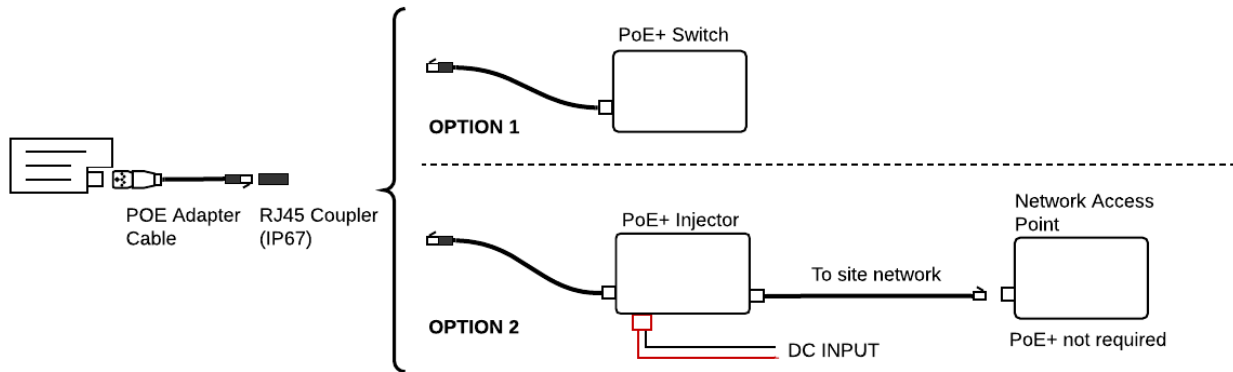 PoE+ Switch
OPTION 1
POE Adapter
Cable
RJ45 Coupler
(IP67)
PoE+ Injector
Network Access
Point
To site network
OPTION 2
DC INPUT
PoE+ not required